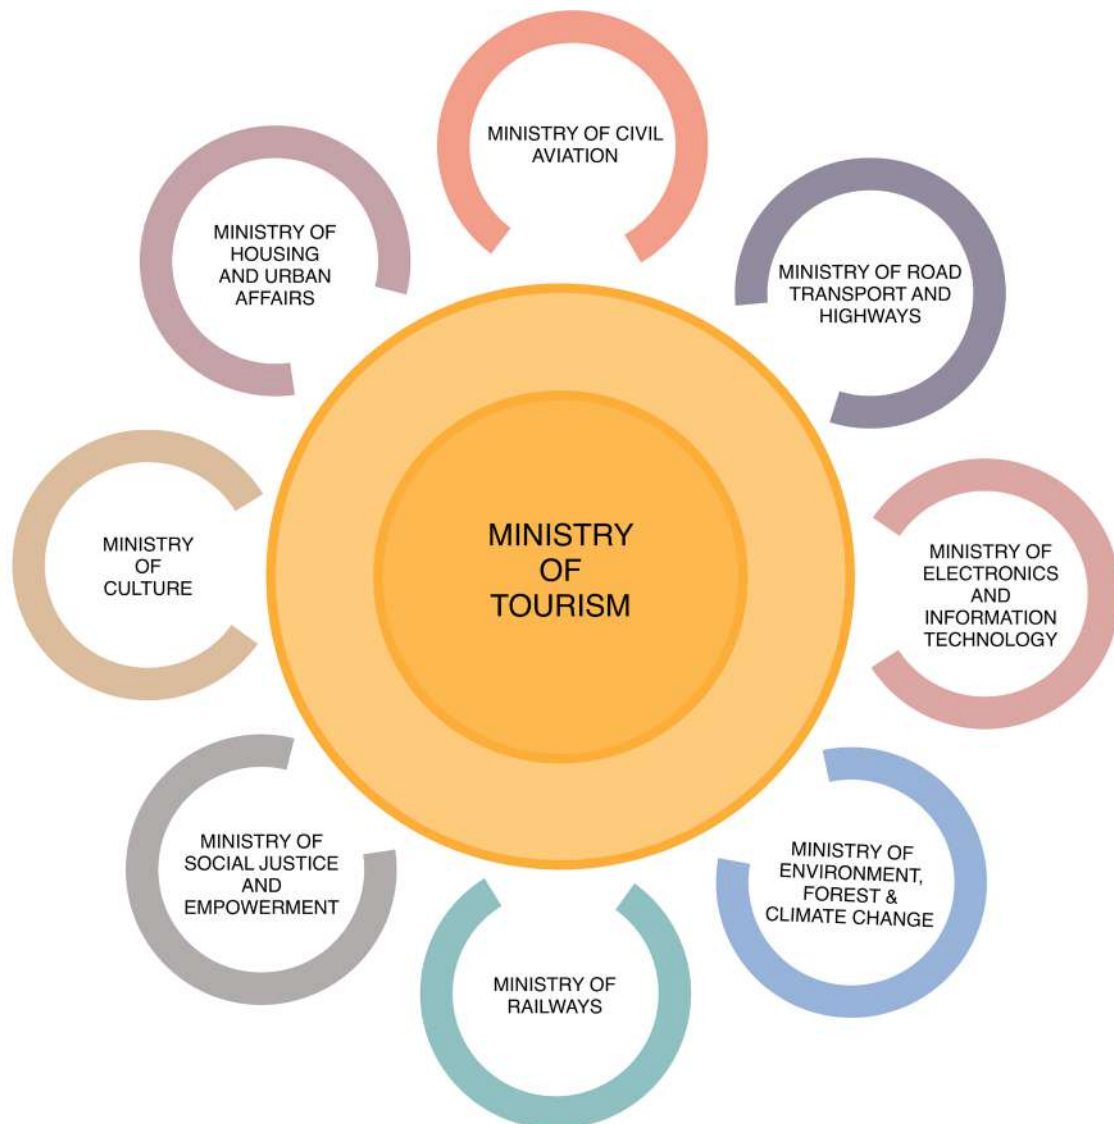 MINISTRY OF CIVIL
AVIATION
MINISTRY OF ROAD
TRANSPORT AND
HIGHWAYS
MINISTRY OF
ELECTRONICS
AND
INFORMATION
TECHNOLOGY
MINISTRY OF
ENVIRONMENT,
FOREST &
CLIMATE CHANGE
MINISTRY OF
RAILWAYS
MINISTRY OF
SOCIAL JUSTICE
AND
EMPOWERMENT
MINISTRY
OF
CULTURE
MINISTRY OF
HOUSING
AND URBAN
AFFAIRS
MINISTRY
OF
TOURISM